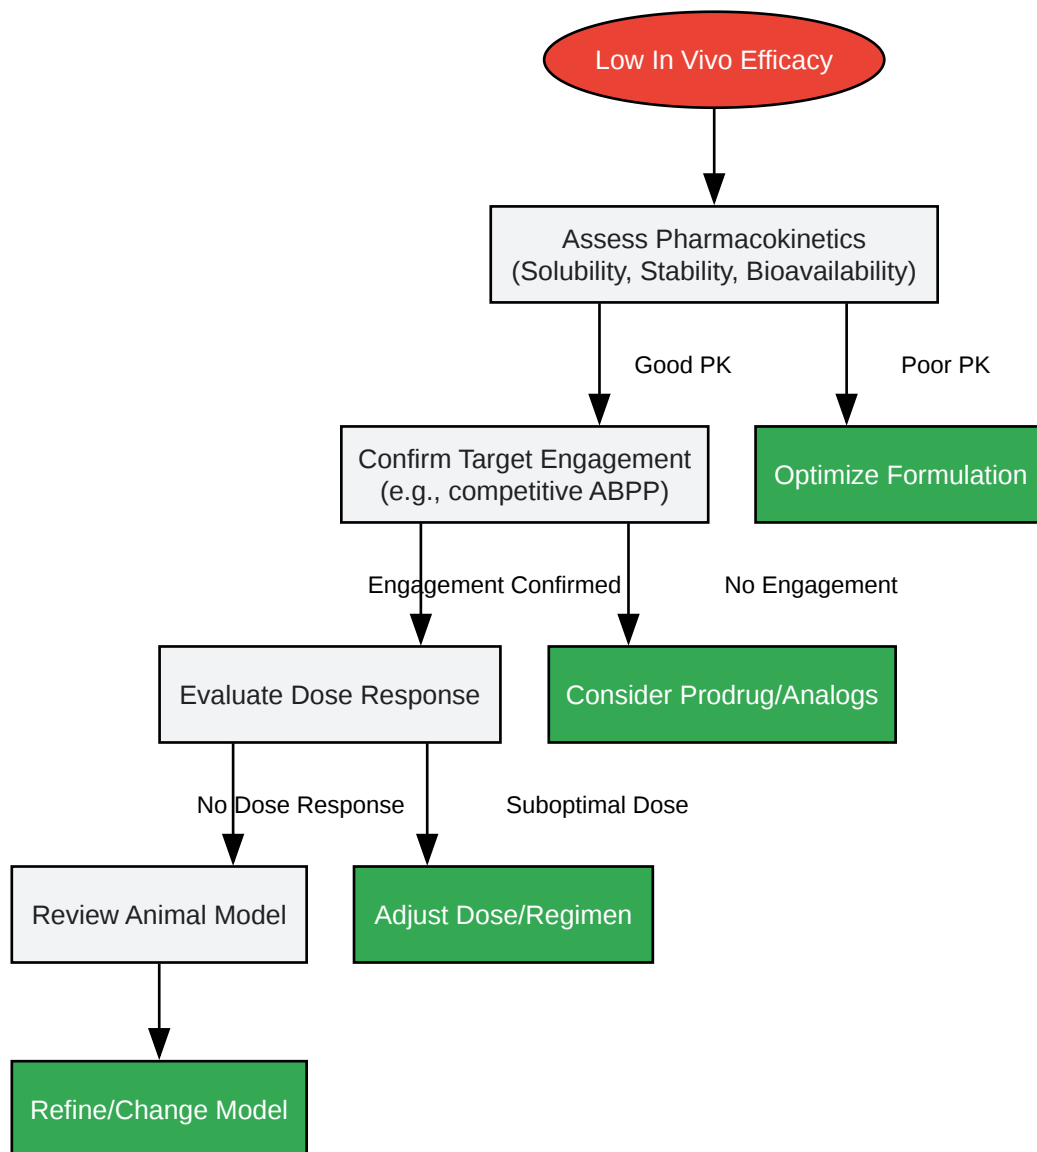 Low In Vivo Efficacy
Assess Pharmacokinetics
(Solubility, Stability, Bioavailability)
Good PK
Poor PK
Confirm Target Engagement
(e.g., competitive ABPP)
Optimize Formulation
Engagement Confirmed
No Engagement
Evaluate Dose Response
Consider Prodrug/Analogs
No Dose Response
Suboptimal Dose
Review Animal Model
Adjust Dose/Regimen
Refine/Change Model